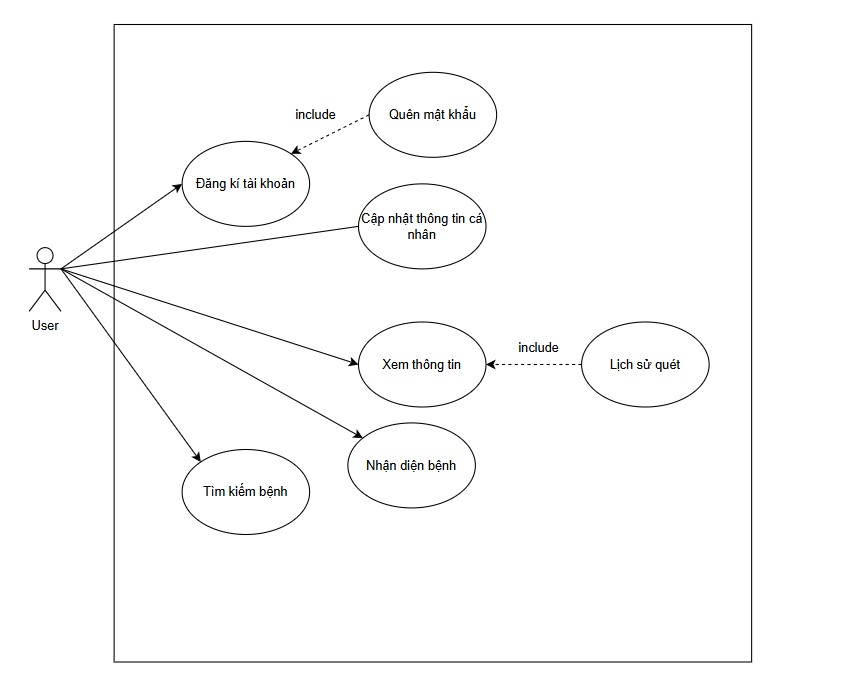 Quên mật khẩu
include
Đăng kí tài khoản
Cập nhật thông tin cá
nhân
User
Xem thông tin
include
Lịch sử quét
Nhận diện bệnh
Tìm kiếm bệnh